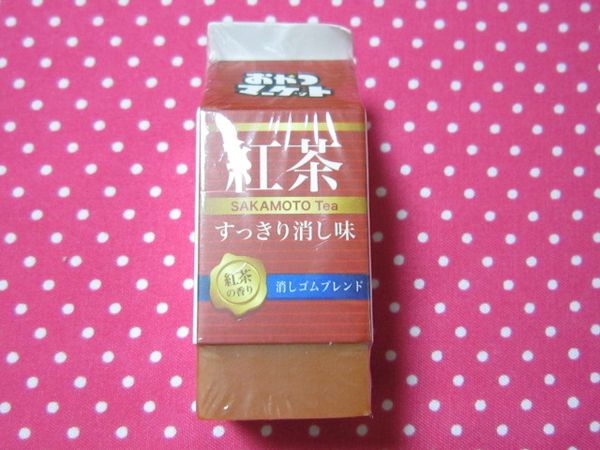 おやつ
マーケット
紅茶
SAKAMOTO Tea
すっきり消し味
紅茶
の香り
消しゴムブレンド